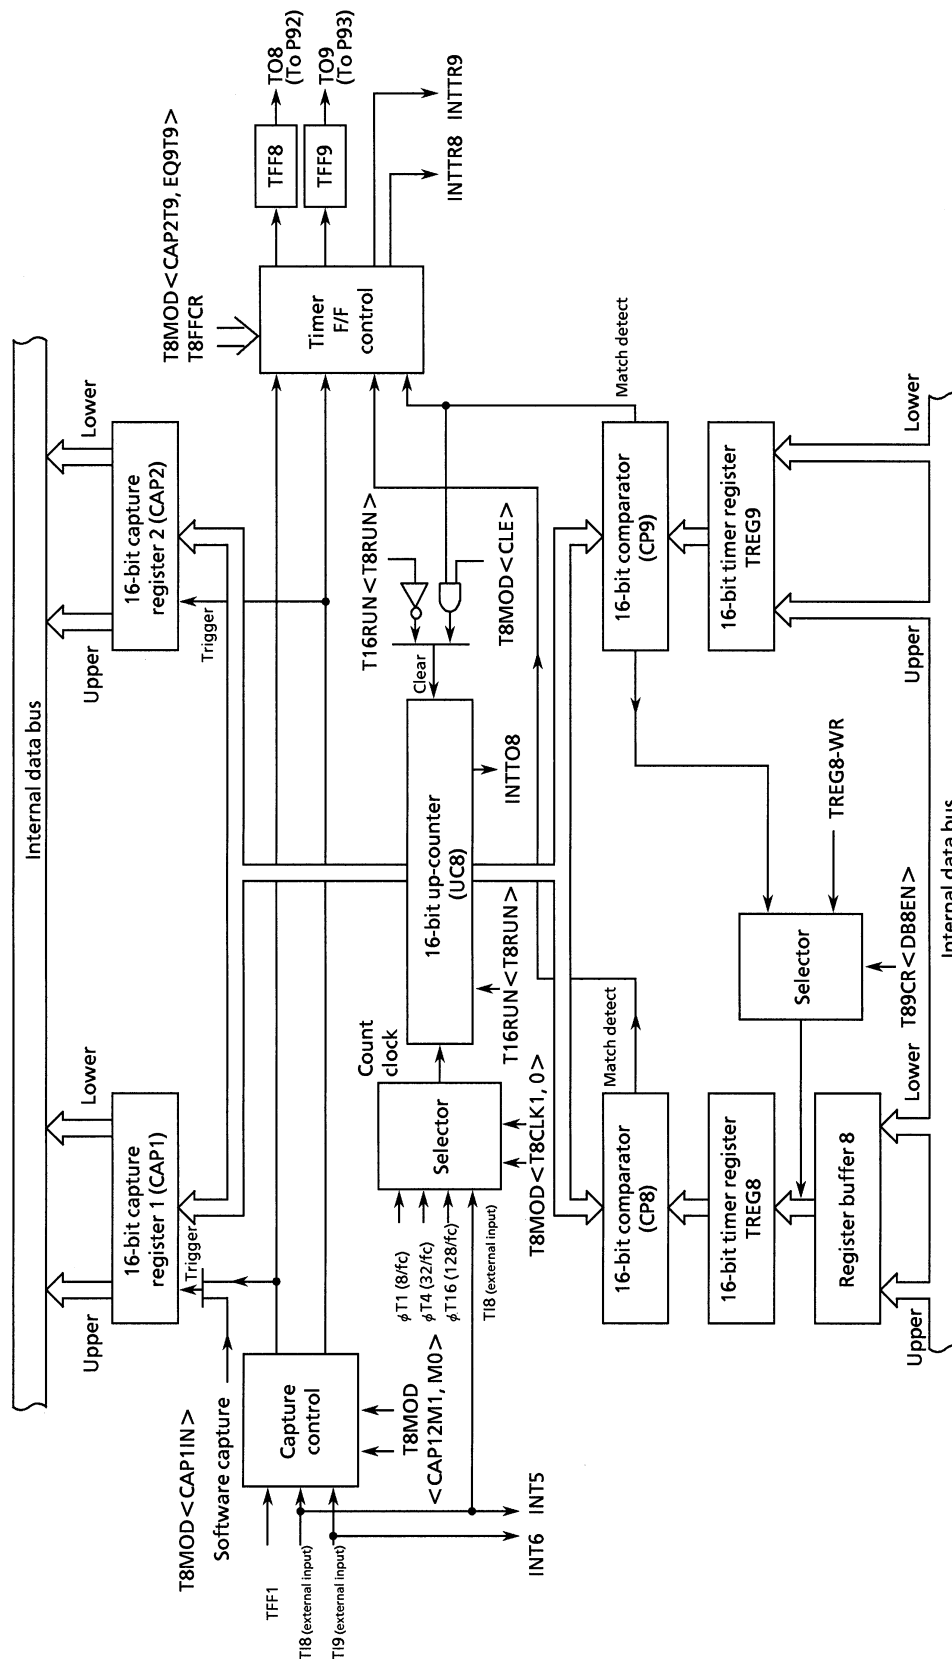 Internal data bus
Upper
Lower
Upper
Lower
16-bit capture
register 1 (CAP1)
16-bit capture
register 2 (CAP2)
T8MOD<CAP1IN>
Software capture
Trigger
Trigger
T8MOD<CAP2T9, EQ9T9>
T8FFCR
TFF1
TI8 (external input)
TI9 (external input)
Capture
control
T8MOD
<CAP12M1, M0>
INT6
INT5
Timer
F/F
control
TFF8
TO8
(To P92)
TFF9
TO9
(To P93)
INTTR8
INTTR9
φT1 (8/fc)
φT4 (32/fc)
φT16 (128/fc)
TI8 (external input)
Selector
Count
clock
T8MOD<T8CLK1, 0>
16-bit up-counter
(UC8)
T16RUN<T8RUN>
INTTO8
Clear
T16RUN<T8RUN>
T8MOD<CLE>
Match detect
Match detect
16-bit comparator
(CP8)
16-bit comparator
(CP9)
16-bit timer register
TREG8
16-bit timer register
TREG9
Register buffer 8
Selector
TREG8-WR
T89CR<DB8EN>
Upper
Lower
Upper
Lower
Internal data bus